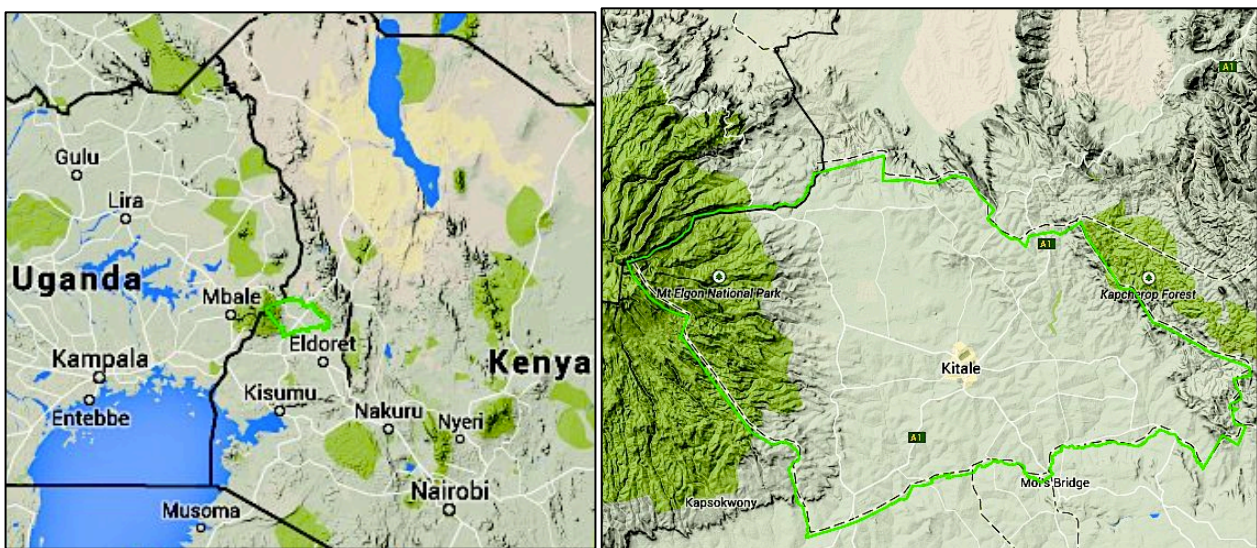 Gulu
Lira
Uganda
Mbale
Eldoret
Kampala
Kenya
Kisumu
Entebbe
Nakuru
Nyeri
Nairobi
Musoma
A1
A1
Mt Elgon National Park
Kapcherop Forest
Kitale
A1
Kapsokwony
Moi's Bridge